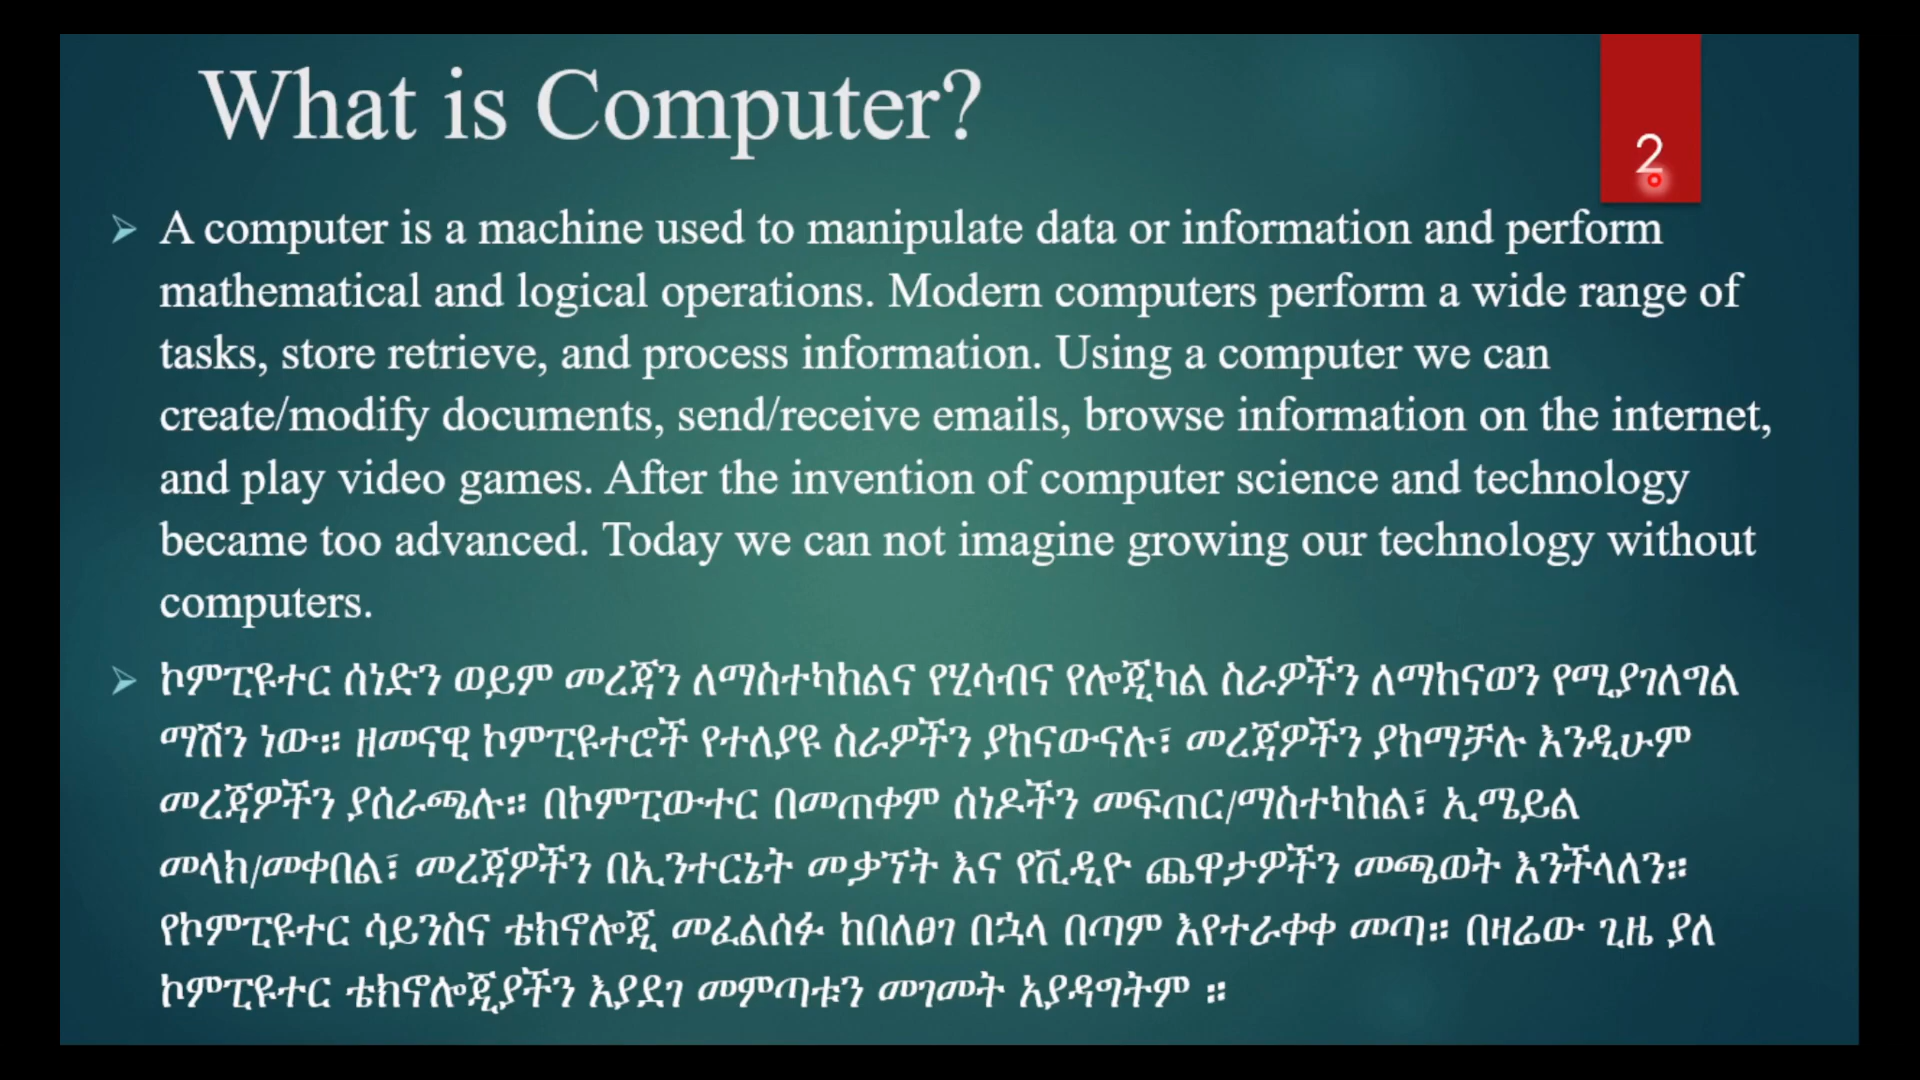 What is Computer?
2
➢ A computer is a machine used to manipulate data or information and perform
mathematical and logical operations. Modern computers perform a wide range of
tasks, store retrieve, and process information. Using a computer we can
create/modify documents, send/receive emails, browse information on the internet,
and play video games. After the invention of computer science and technology
became too advanced. Today we can not imagine growing our technology without
computers.
➢ ኮምፒዩተር ሰነድን ወይም መረጃን ለማስተካከልና የሂሳብና የሎጂካል ስራዎችን ለማከናወን የሚያገለግል
ማሽን ነው። ዘመናዊ ኮምፒዩተሮች የተለያዩ ስራዎችን ያከናውናሉ፣ መረጃዎችን ያከማቻሉ እንዲሁም
መረጃዎችን ያሰራጫሉ። በኮምፒውተር በመጠቀም ሰነዶችን መፍጠር/ማስተካከል፣ ኢሜይል
መላክ/መቀበል፣ መረጃዎችን በኢንተርኔት መቃኘት እና የቪዲዮ ጨዋታዎችን መጫወት እንችላለን።
የኮምፒዩተር ሳይንስና ቴክኖሎጂ መፈልሰፉ ከበለፀገ በኋላ በጣም እየተራቀቀ መጣ። በዛሬው ጊዜ ያለ
ኮምፒዩተር ቴክኖሎጂያችን እያደገ መምጣቱን መገመት አያዳግትም ።